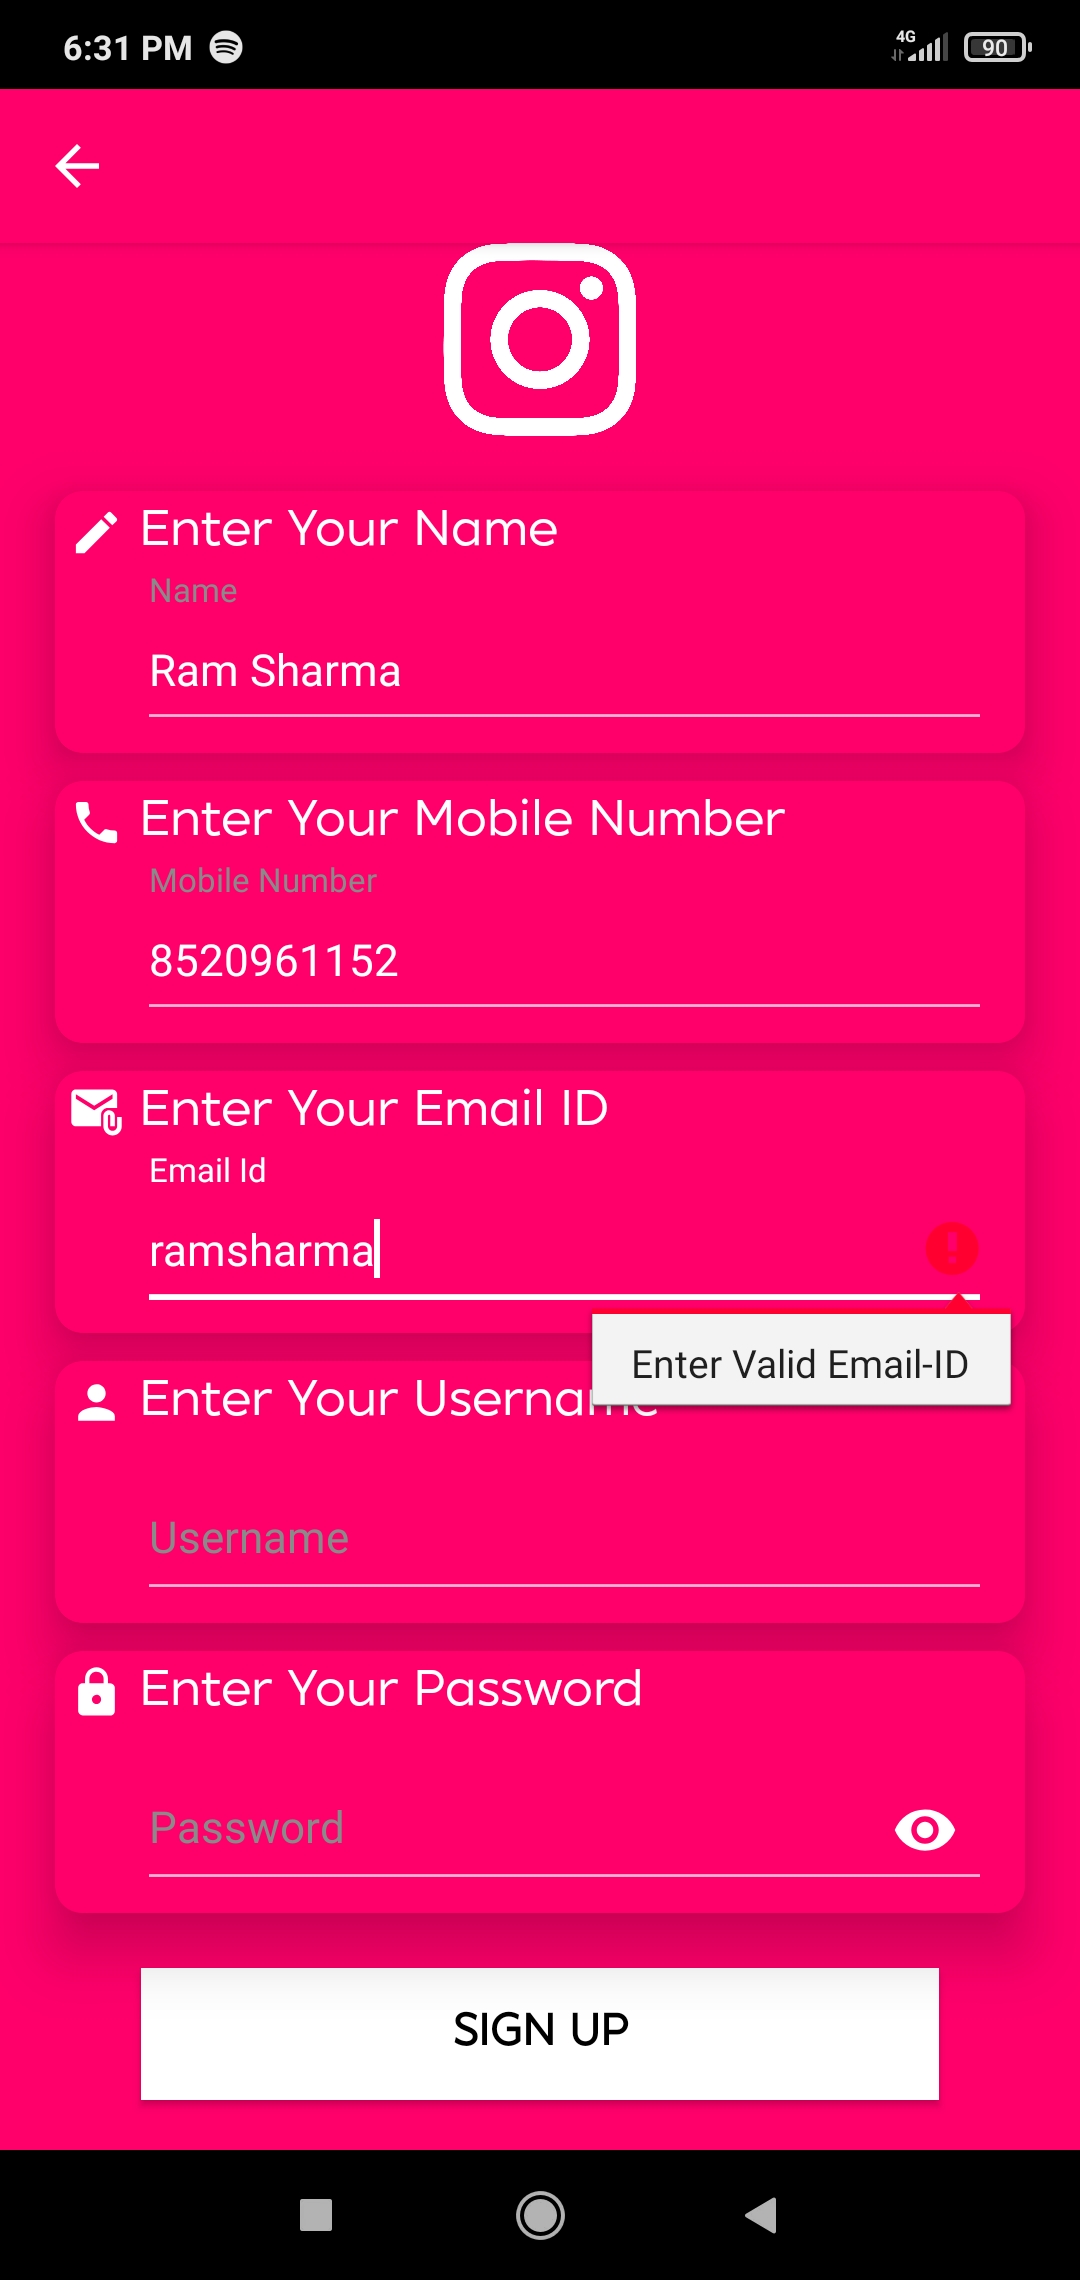 6:31 PM
4G
90
Enter Your Name
Name
Ram Sharma
Enter Your Mobile Number
Mobile Number
8520961152
Enter Your Email ID
Email Id
ramsharma
Enter Valid Email-ID
Enter Your Username
Username
Enter Your Password
Password
SIGN UP